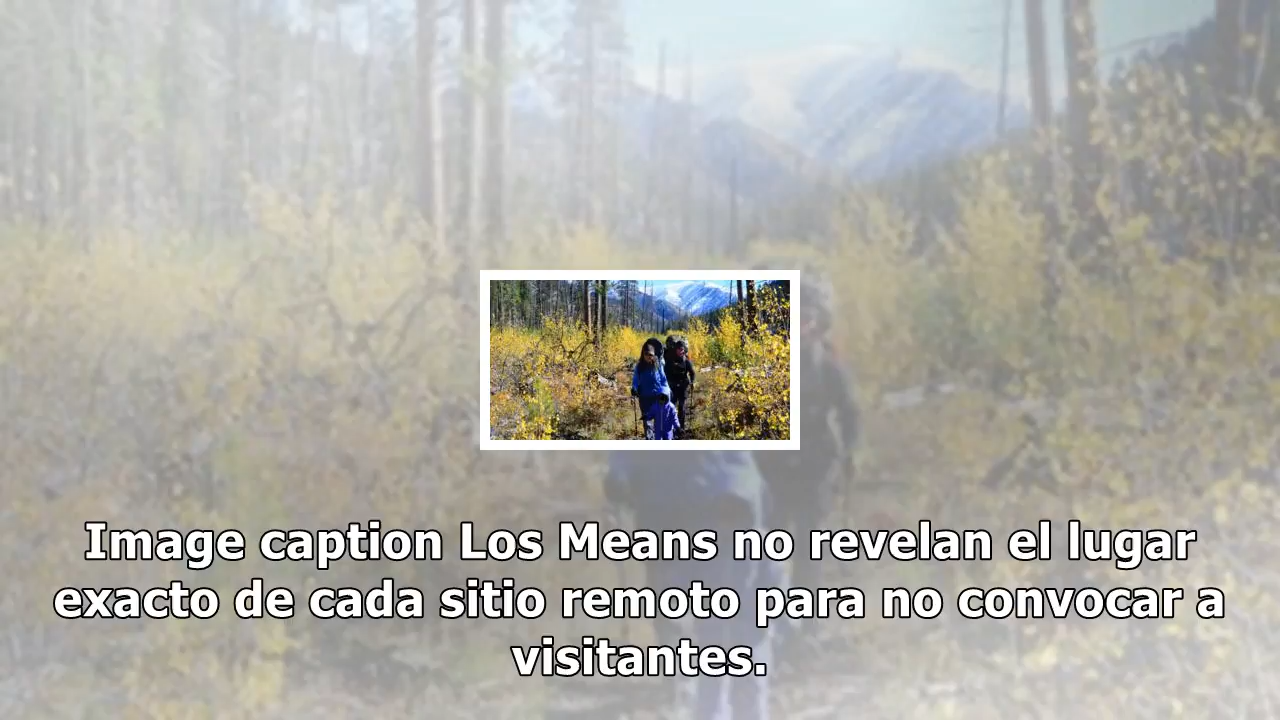 Image caption Los Means no revelan el lugar
exacto de cada sitio remoto para no convocar a
visitantes.